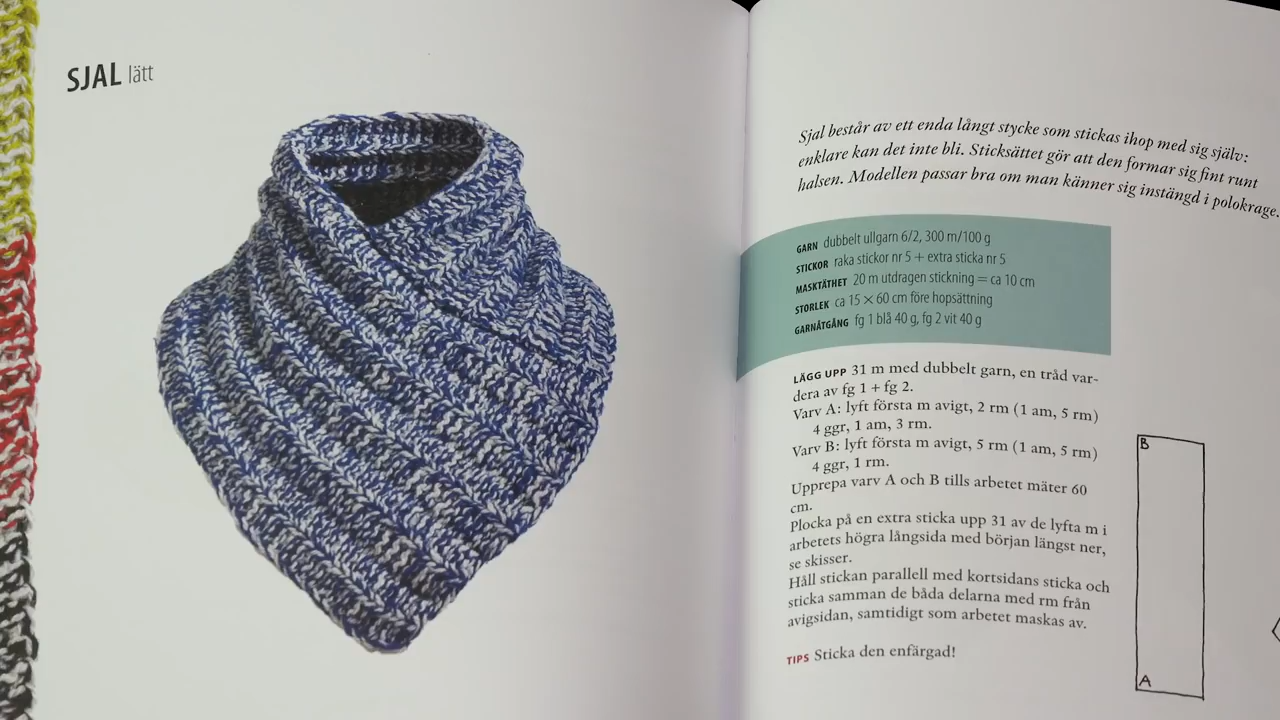 SJAL lätt
Sjal består av ett enda långt stycke som stickas ihop med sig själv:
enklare kan det inte bli. Sticksättet gör att den formar sig fint runt
halsen. Modellen passar bra om man känner sig instängd i polokrage.
GARN dubbelt ullgarn 6/2, 300 m/100 g
STICKOR raka stickor nr 5 + extra sticka nr 5
MASKTÄTHET 20 m utdragen stickning = ca 10 cm
STORLEK ca 15 × 60 cm före hopsättning
GARNÅTGÅNG fg 1 blå 40 g, fg 2 vit 40 g
LÄGG UPP 31 m med dubbelt garn, en tråd var-
dera av fg 1 + fg 2.
Varv A: lyft första m avigt, 2 rm (1 am, 5 rm)
4 ggr, 1 am, 3 rm.
Varv B: lyft första m avigt, 5 rm (1 am, 5 rm)
4 ggr, 1 rm.
Upprepa varv A och B tills arbetet mäter 60
cm.
Plocka på en extra sticka upp 31 av de lyfta m i
arbetets högra långsida med början längst ner,
se skisser.
Håll stickan parallell med kortsidans sticka och
sticka samman de båda delarna med rm från
avigsidan, samtidigt som arbetet maskas av.
TIPS Sticka den enfärgad!
B
A